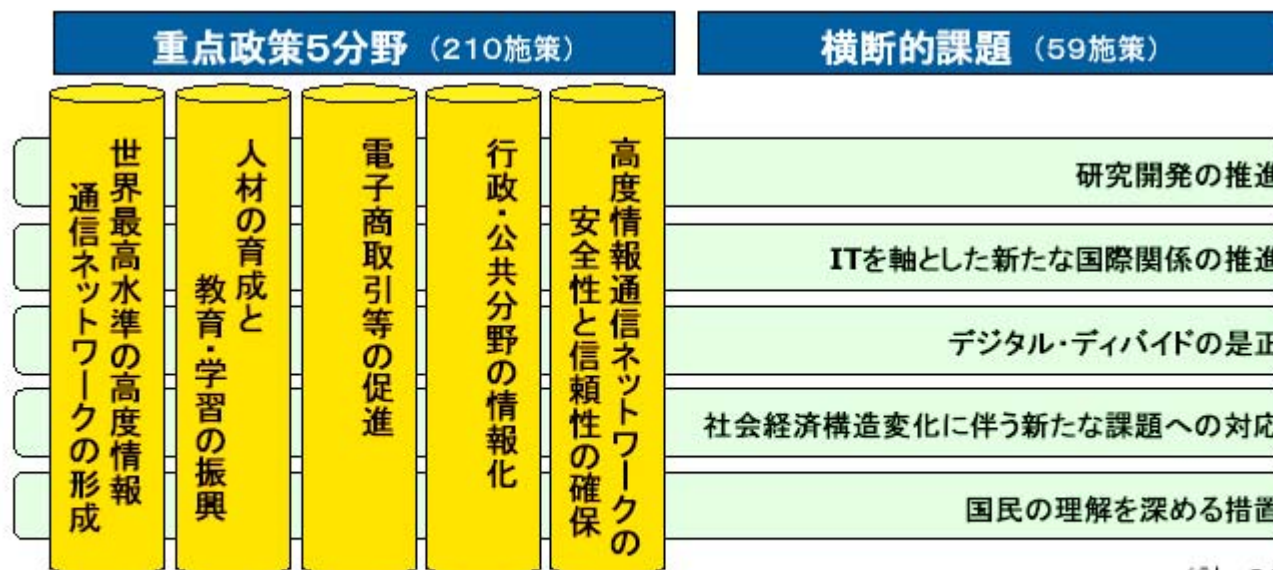 重点政策5分野（210施策）
横断的課題（59施策）
世界最高水準の高度情報
通信ネットワークの形成
人材の育成と
教育・学習の振興
電子商取引等の促進
行政・公共分野の情報化
高度情報通信ネットワークの
安全性と信頼性の確保
研究開発の推進
ITを軸とした新たな国際関係の推進
デジタル・ディバイドの是正
社会経済構造変化に伴う新たな課題への対応
国民の理解を深める措置